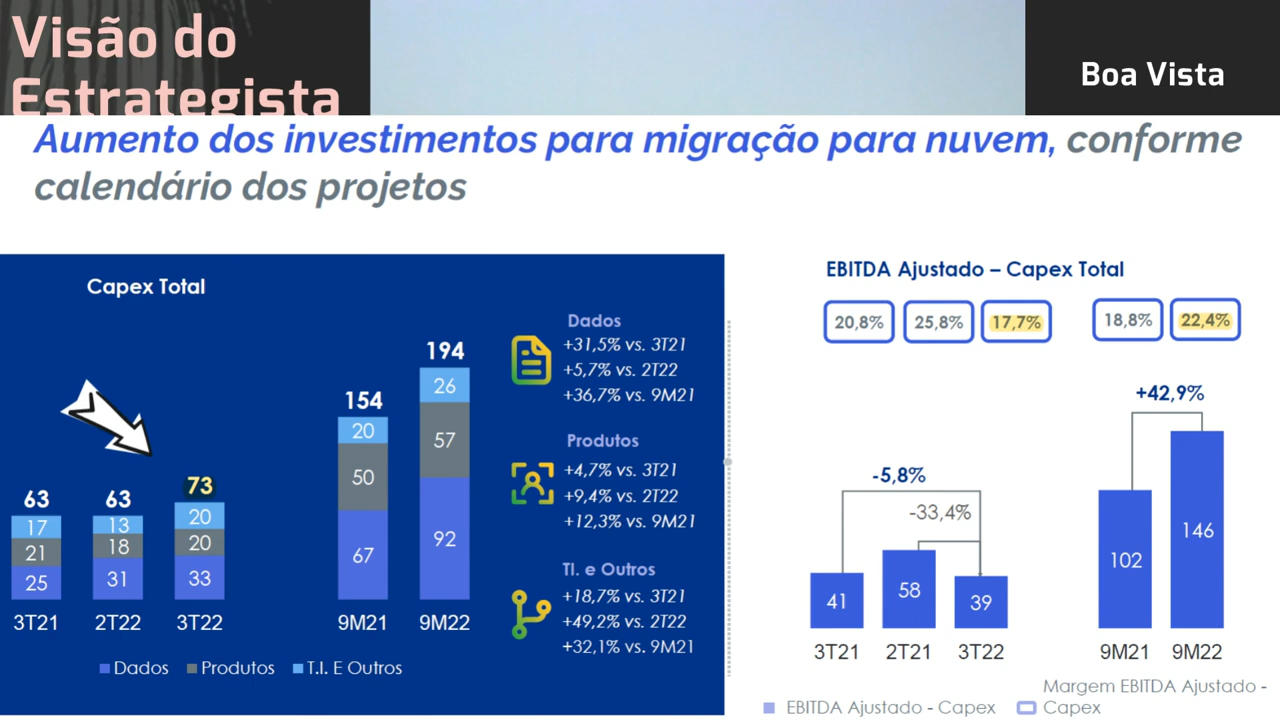 Visão do
Estrategista
Boa Vista
Aumento dos investimentos para migração para nuvem, conforme
calendário dos projetos
Capex Total
63
17
21
25
3T21
63
13
18
31
2T22
73
20
20
33
3T22
154
20
50
67
9M21
194
26
57
92
9M22
Dados
Produtos
T.I. E Outros
Dados
+31,5% vs. 3T21
+5,7% vs. 2T22
+36,7% vs. 9M21
Produtos
+4,7% vs. 3T21
+9,4% vs. 2T22
+12,3% vs. 9M21
TI. e Outros
+18,7% vs. 3T21
+49,2% vs. 2T22
+32,1% vs. 9M21
EBITDA Ajustado – Capex Total
20,8%
25,8%
17,7%
18,8%
22,4%
-5,8%
-33,4%
+42,9%
41
58
39
102
146
3T21
2T21
3T22
9M21
9M22
EBITDA Ajustado - Capex
Margem EBITDA Ajustado -
Capex